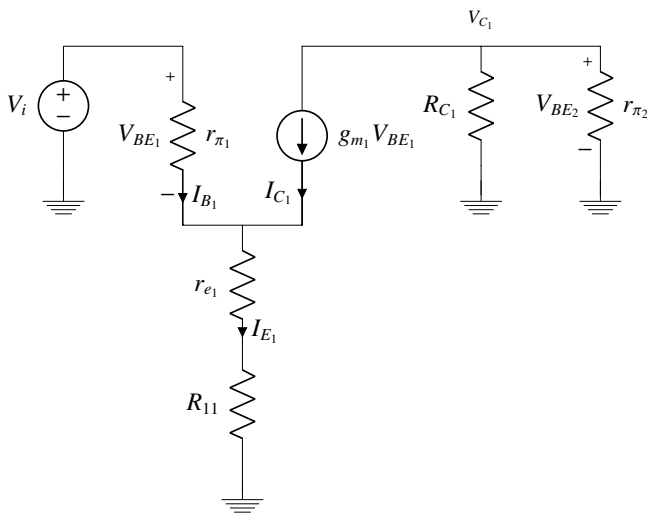 V_{C_1}
+
+
V_i
+
−
V_{BE_1}
r_{π_1}
g_{m_1} V_{BE_1}
R_{C_1}
V_{BE_2}
r_{π_2}
−
I_{B_1}
I_{C_1}
−
r_{e_1}
I_{E_1}
R_{11}